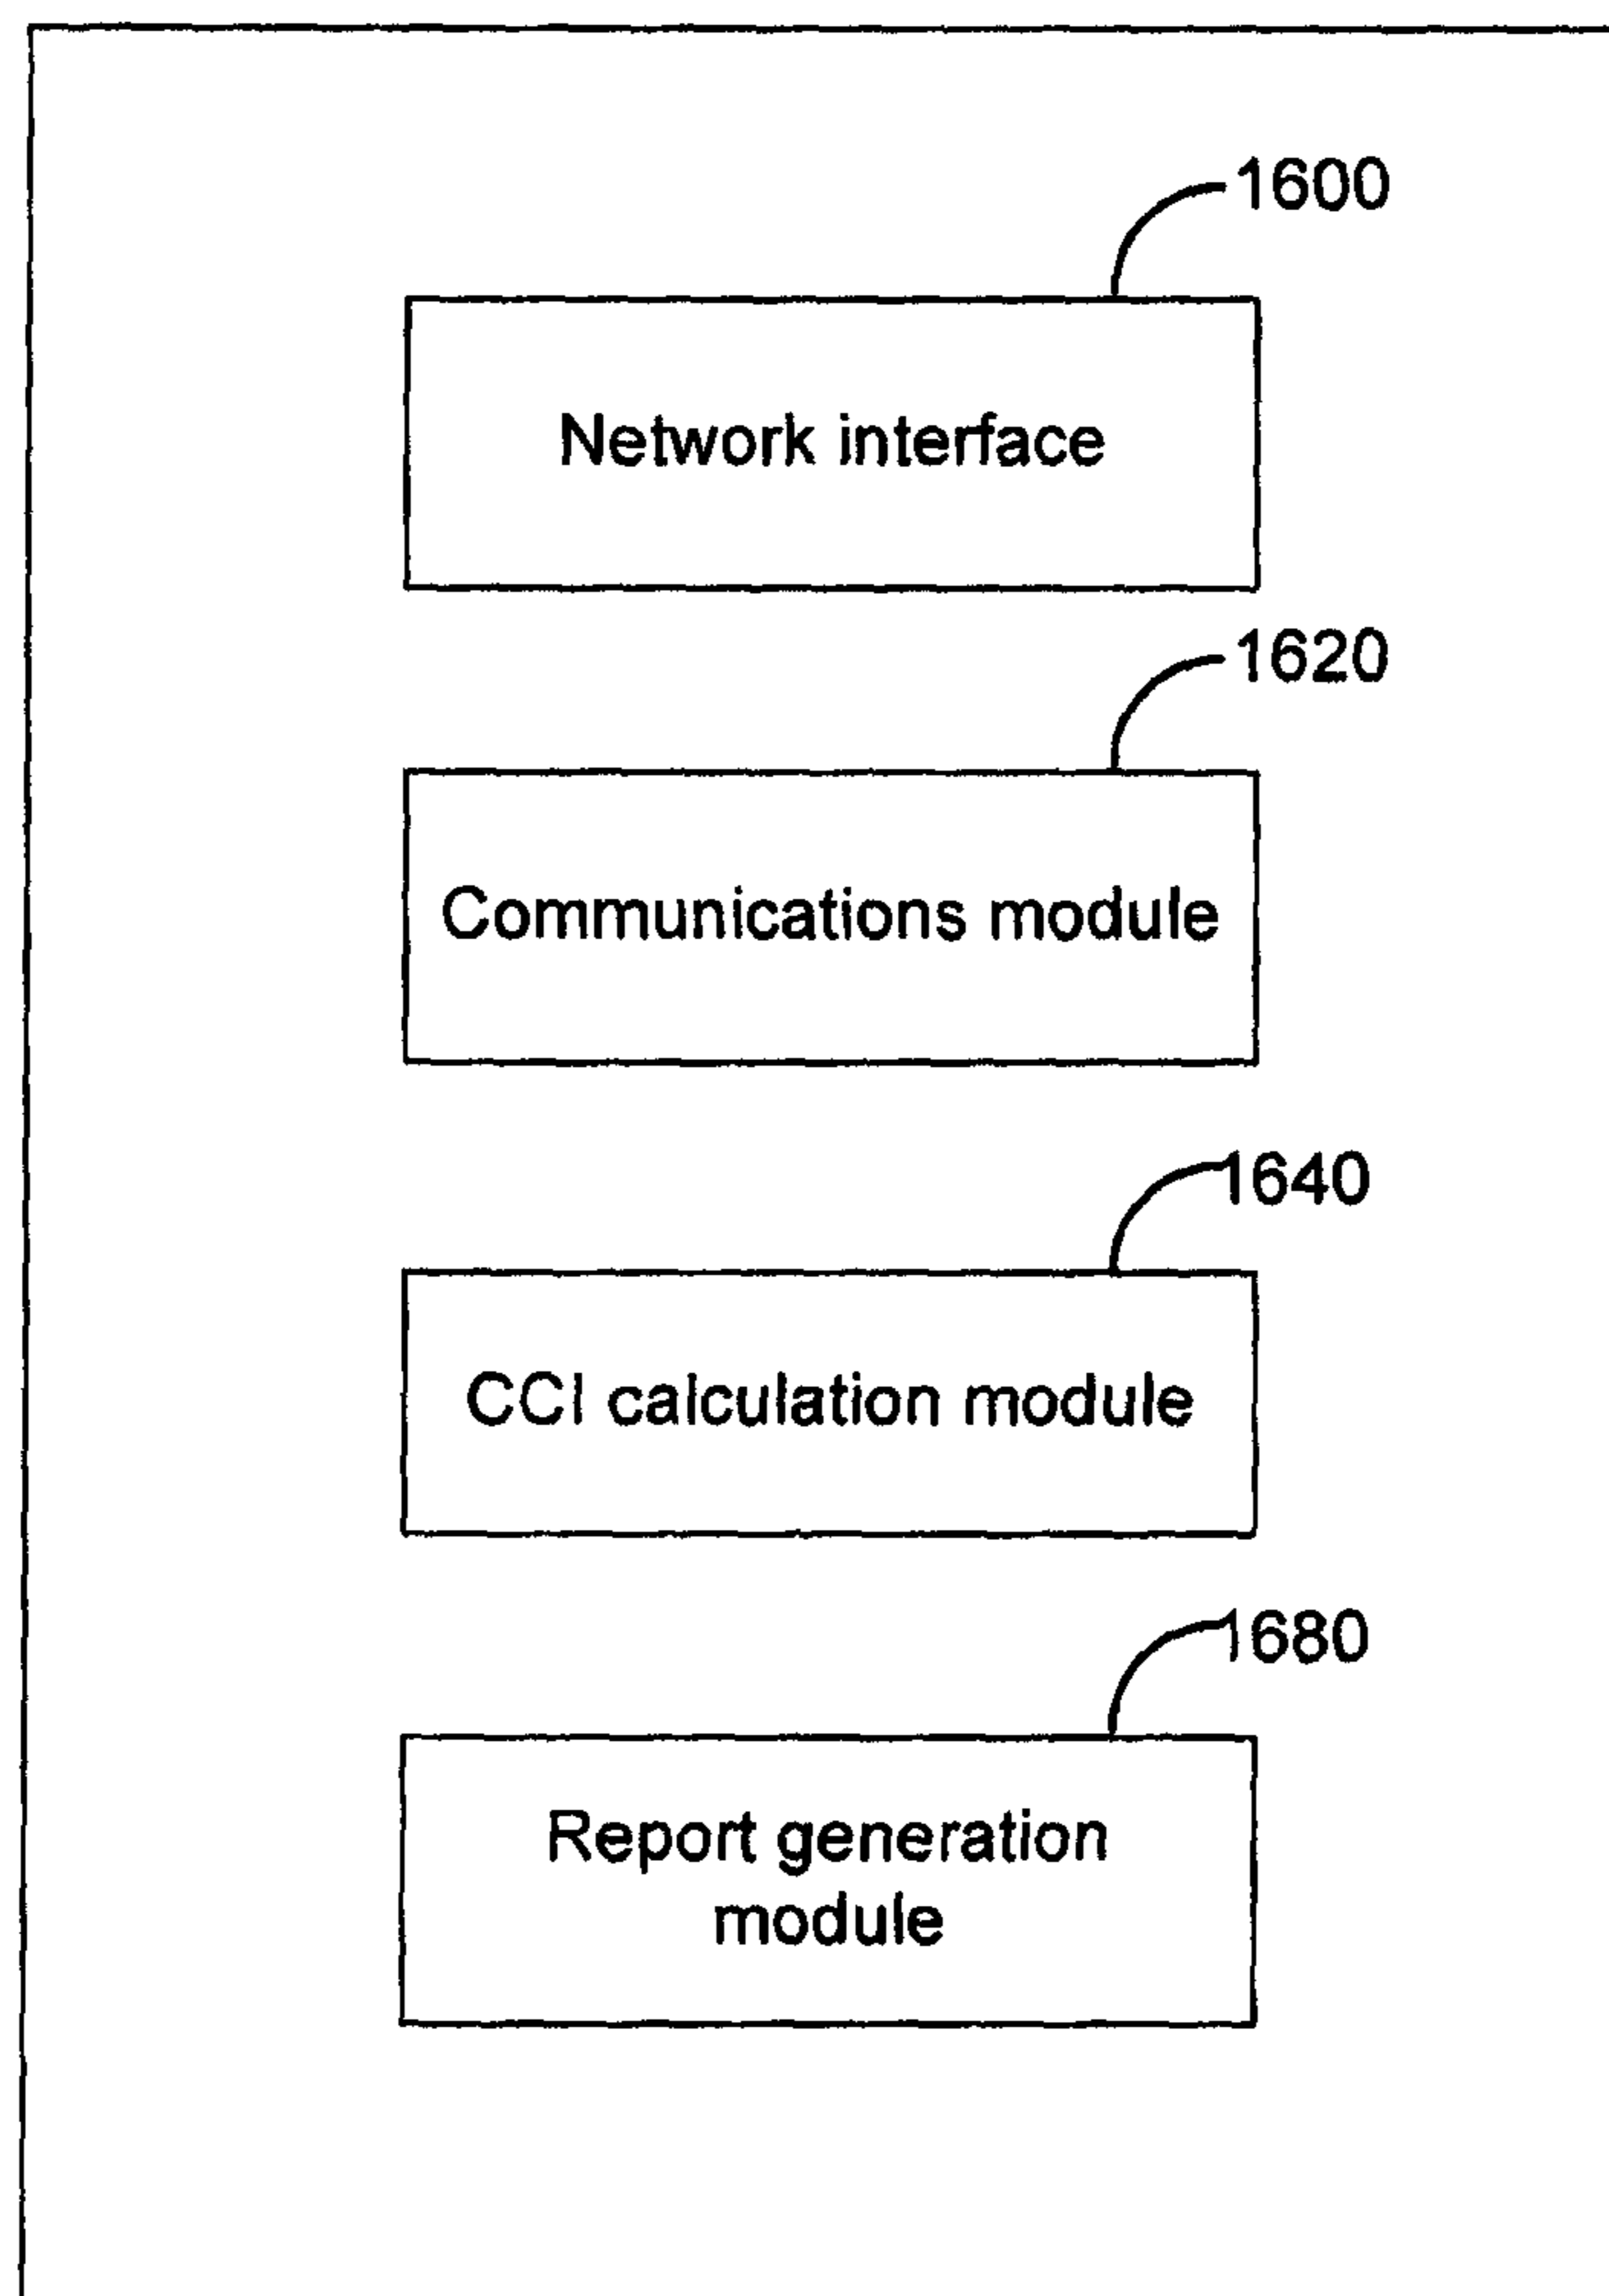 1600
Network interface
1620
Communications module
1640
CCI calculation module
1680
Report generation
module